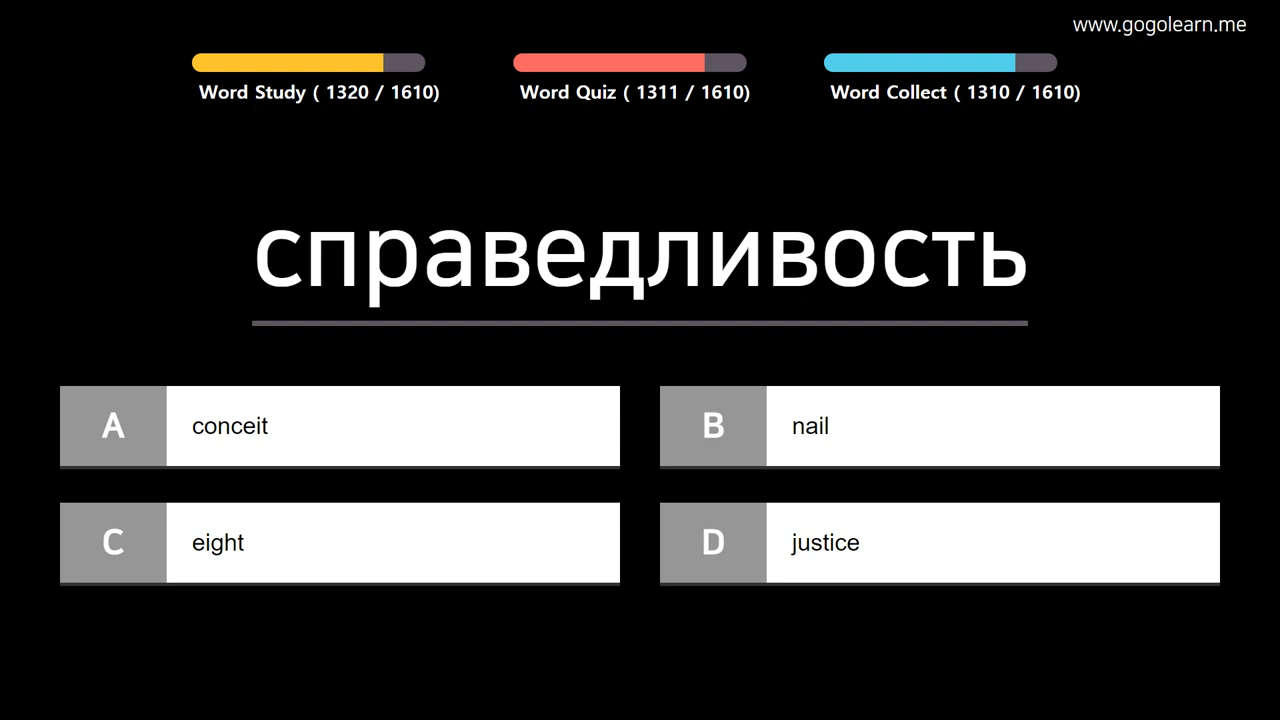 www.gogolearn.me
Word Study ( 1320 / 1610)
Word Quiz ( 1311 / 1610)
Word Collect ( 1310 / 1610)
справедливость
A conceit
B nail
C eight
D justice